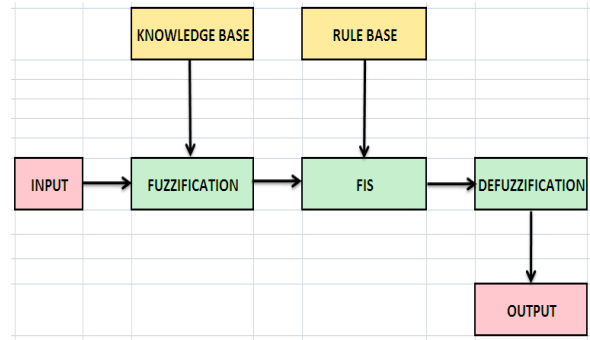 KNOWLEDGE BASE
RULE BASE
INPUT
FUZZIFICATION
FIS
DEFUZZIFICATION
OUTPUT